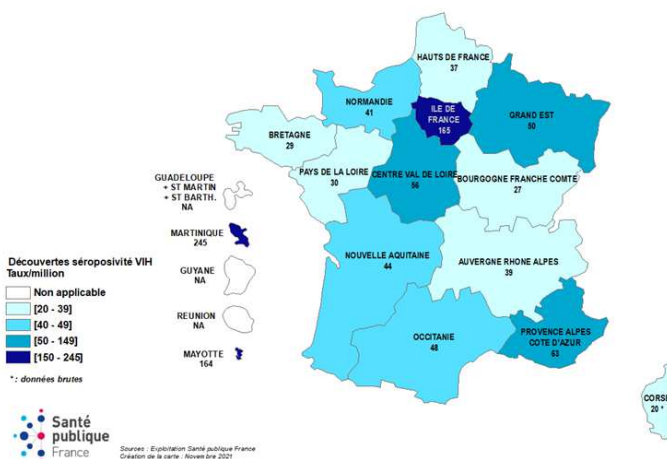 HAUTS DE FRANCE
37
NORMANDIE
41
ILE DE
FRANCE
165
GRAND EST
50
BRETAGNE
29
PAYS DE LA LOIRE
30
CENTRE VAL DE LOIRE
56
BOURGOGNE FRANCHE COMTE
27
GUADELOUPE
+ ST MARTIN
+ ST BARTH.
NA
MARTINIQUE
245
GUYANE
NA
REUNION
NA
MAYOTTE
164
NOUVELLE AQUITAINE
44
AUVERGNE RHONE ALPES
39
OCCITANIE
48
PROVENCE ALPES
COTE D'AZUR
63
CORSE
20 *
Découvertes séropositivité VIH
Taux/million
Non applicable
[20 - 39]
[40 - 49]
[50 - 149]
[150 - 245]
* : données brutes
Santé
publique
France
Sources : Exploitation Santé publique France
Création de la carte : Novembre 2021